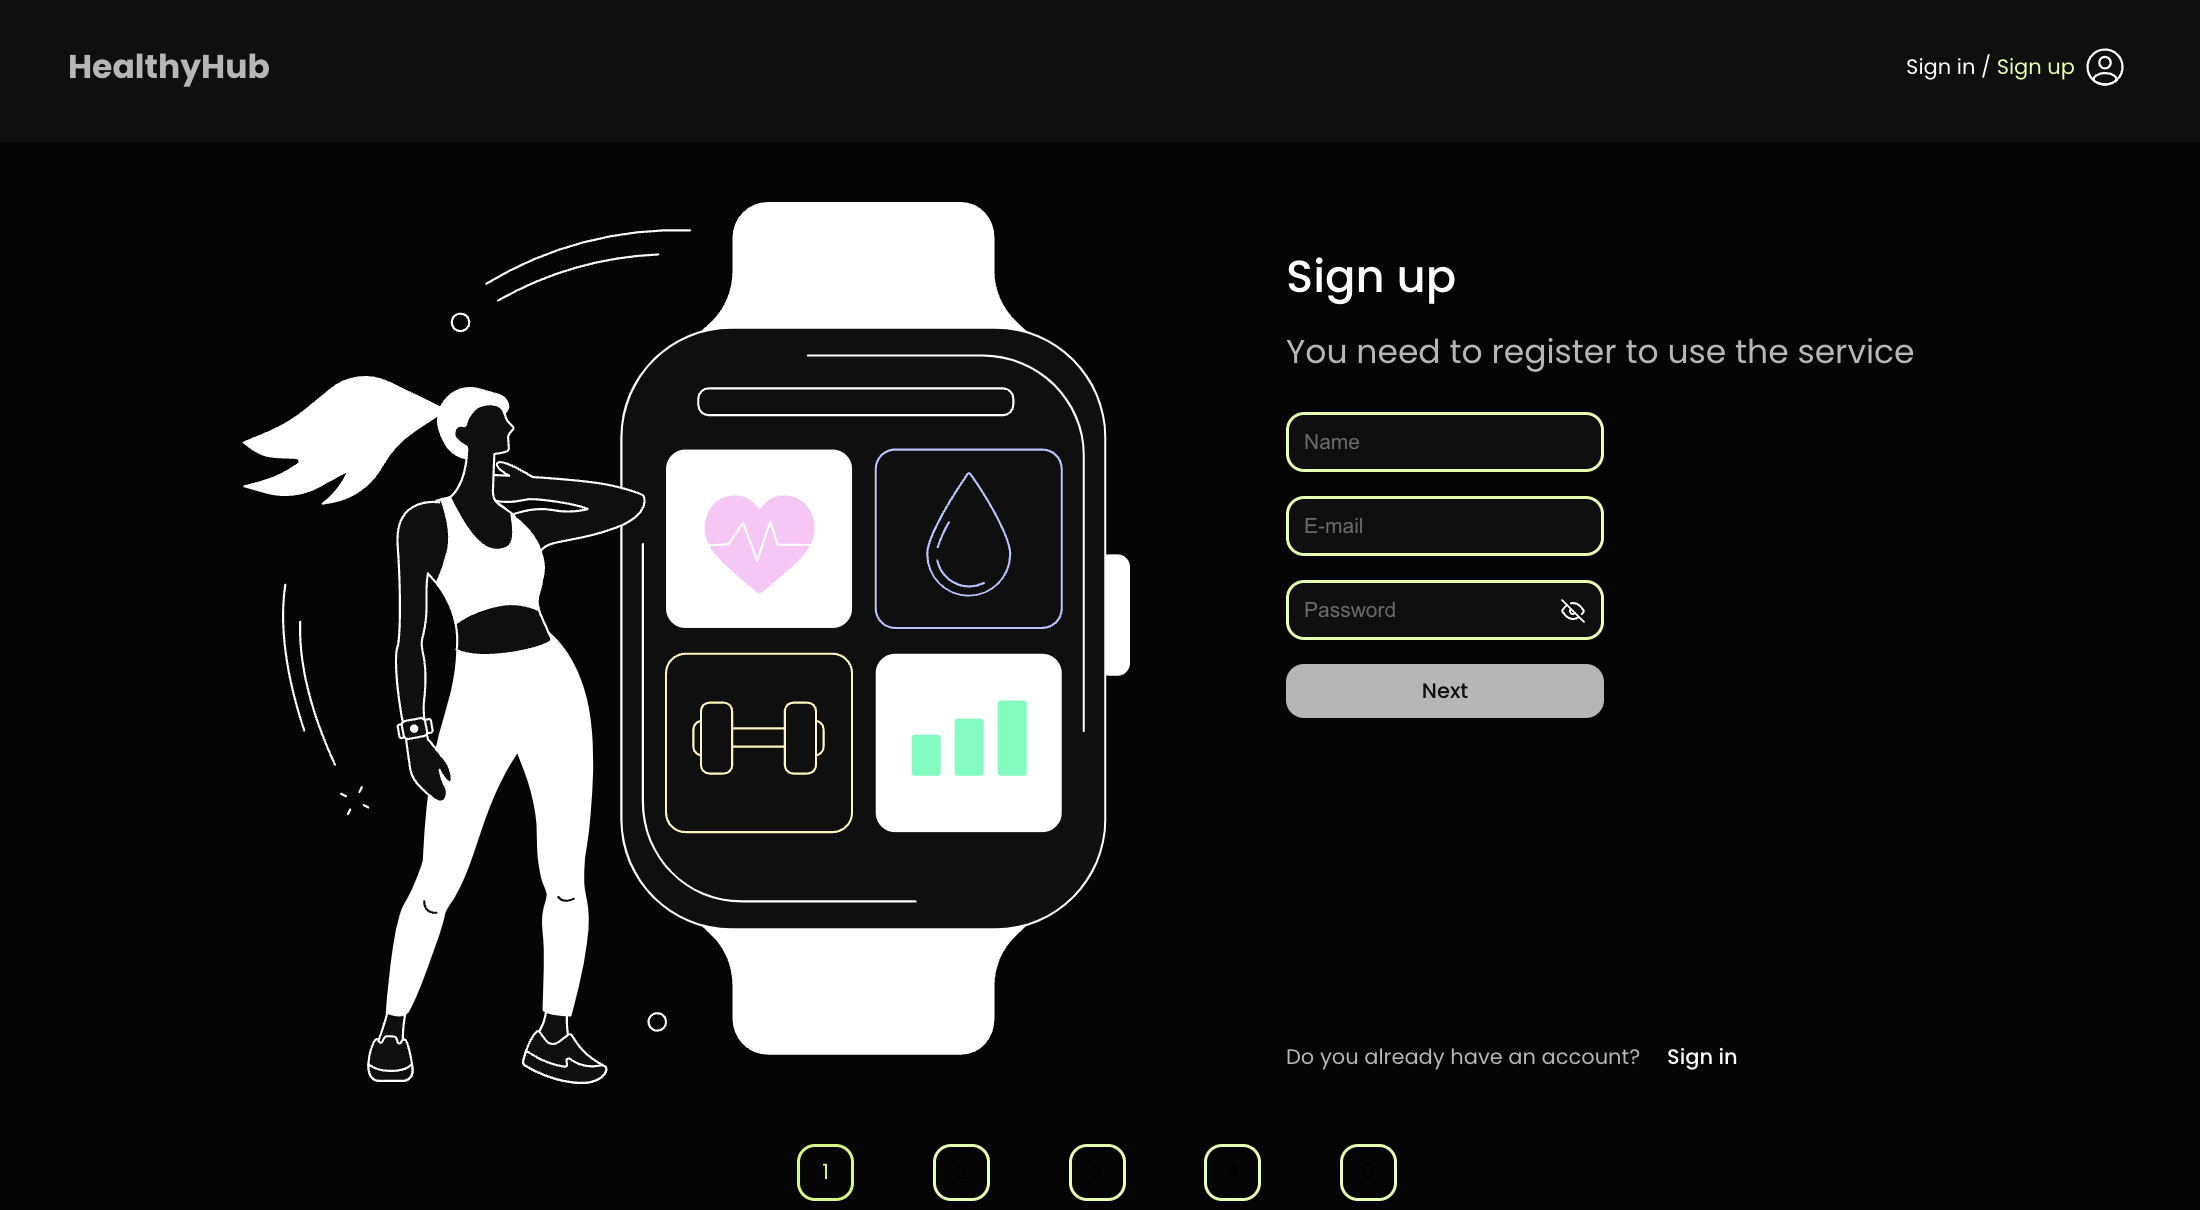 HealthyHub
Sign in / Sign up
Sign up
You need to register to use the service
Name
E-mail
Password
Next
Do you already have an account? Sign in
1 2 3 4 5